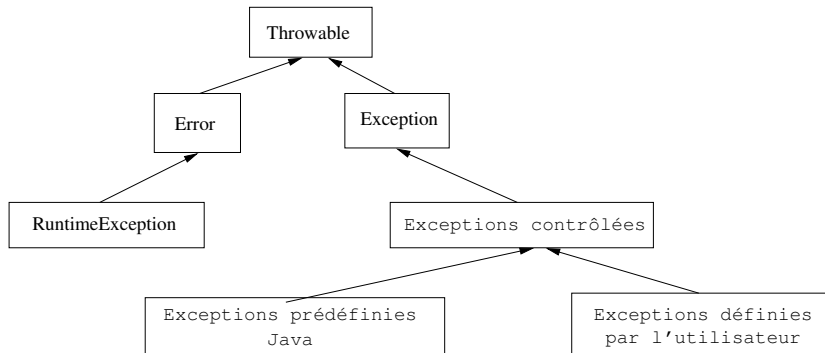 Throwable
Error
Exception
RuntimeException
Exceptions contrôlées
Exceptions prédéfinies
Java
Exceptions définies
par l'utilisateur